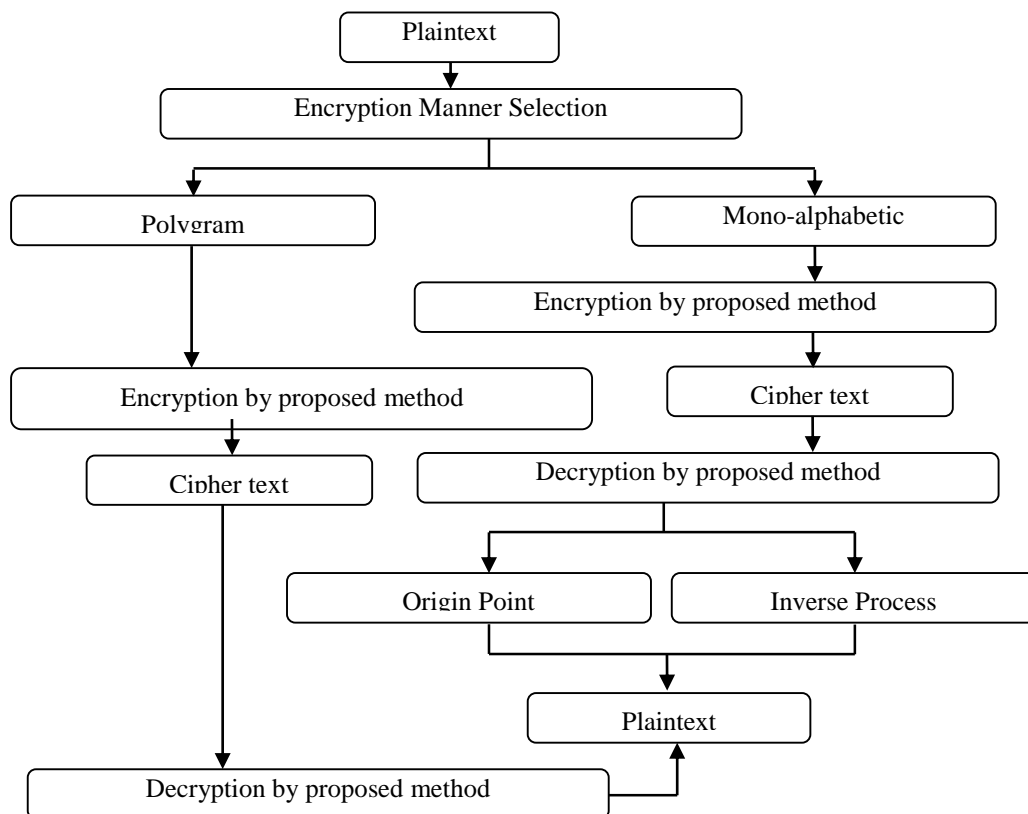 Plaintext
Encryption Manner Selection
Polygram
Mono-alphabetic
Encryption by proposed method
Encryption by proposed method
Cipher text
Cipher text
Decryption by proposed method
Origin Point
Inverse Process
Plaintext
Decryption by proposed method